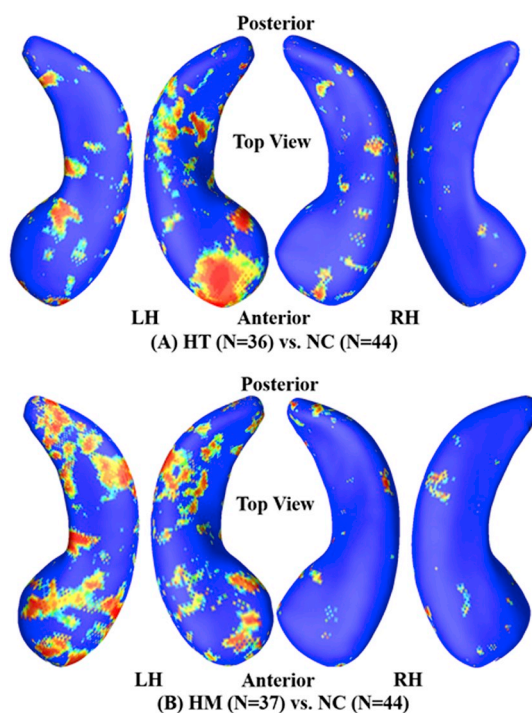 Posterior
Top View
LH Anterior RH
(A) HT (N=36) vs. NC (N=44)
Posterior
Top View
LH Anterior RH
(B) HM (N=37) vs. NC (N=44)